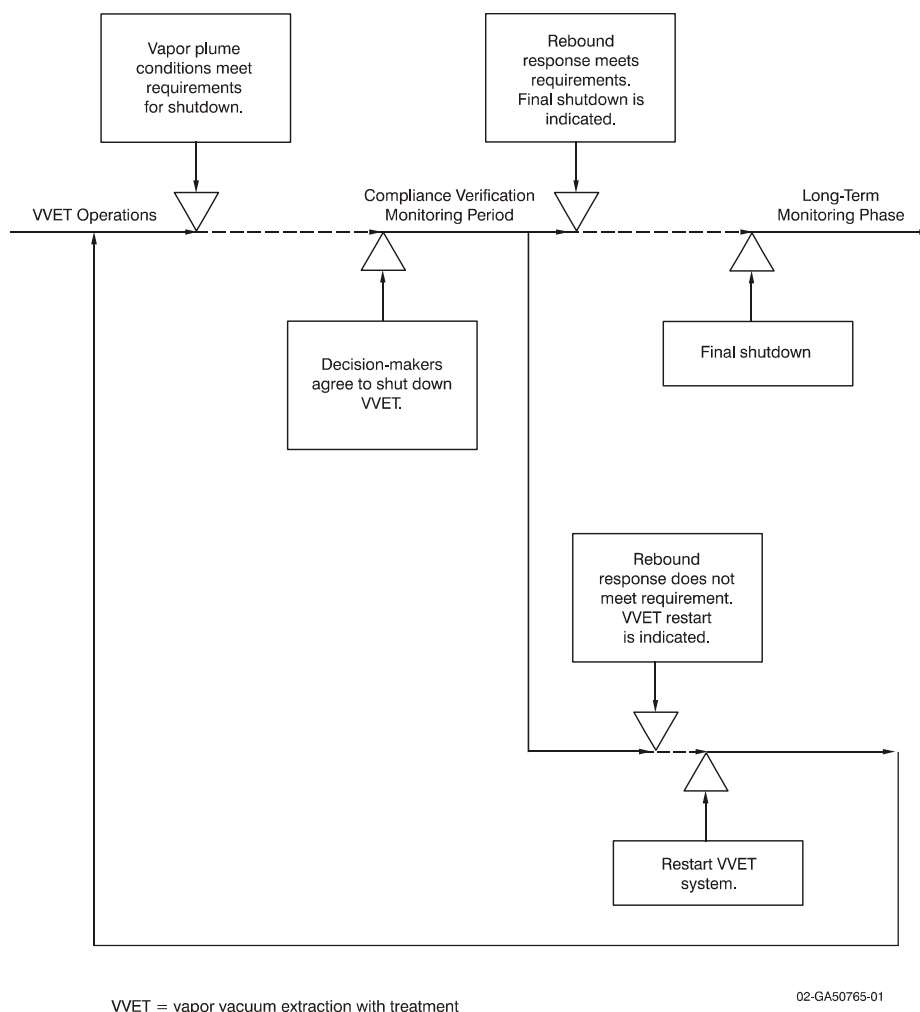 Vapor plume
conditions meet
requirements
for shutdown.
Rebound
response meets
requirements.
Final shutdown is
indicated.
VVET Operations
Compliance Verification
Monitoring Period
Long-Term
Monitoring Phase
Decision-makers
agree to shut down
VVET.
Final shutdown
Rebound
response does not
meet requirement.
VVET restart
is indicated.
Restart VVET
system.
VVET = vapor vacuum extraction with treatment
02-GA50765-01